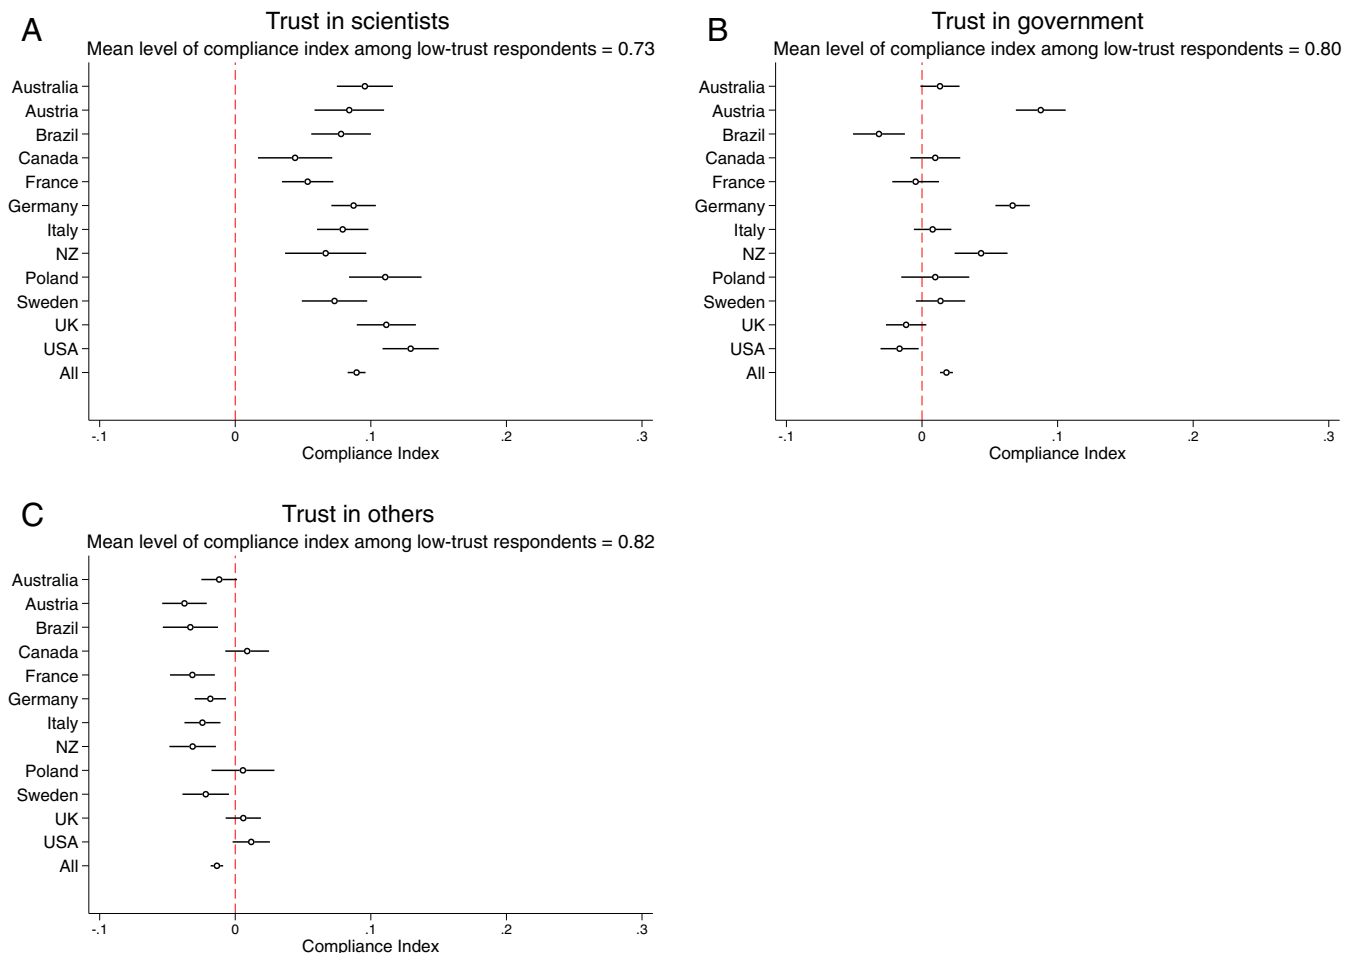 A
Trust in scientists
Mean level of compliance index among low-trust respondents = 0.73
Australia
Austria
Brazil
Canada
France
Germany
Italy
NZ
Poland
Sweden
UK
USA
All
-.1 0 .1 .2 .3
Compliance Index
B
Trust in government
Mean level of compliance index among low-trust respondents = 0.80
Australia
Austria
Brazil
Canada
France
Germany
Italy
NZ
Poland
Sweden
UK
USA
All
-.1 0 .1 .2 .3
Compliance Index
C
Trust in others
Mean level of compliance index among low-trust respondents = 0.82
Australia
Austria
Brazil
Canada
France
Germany
Italy
NZ
Poland
Sweden
UK
USA
All
-.1 0 .1 .2 .3
Compliance Index